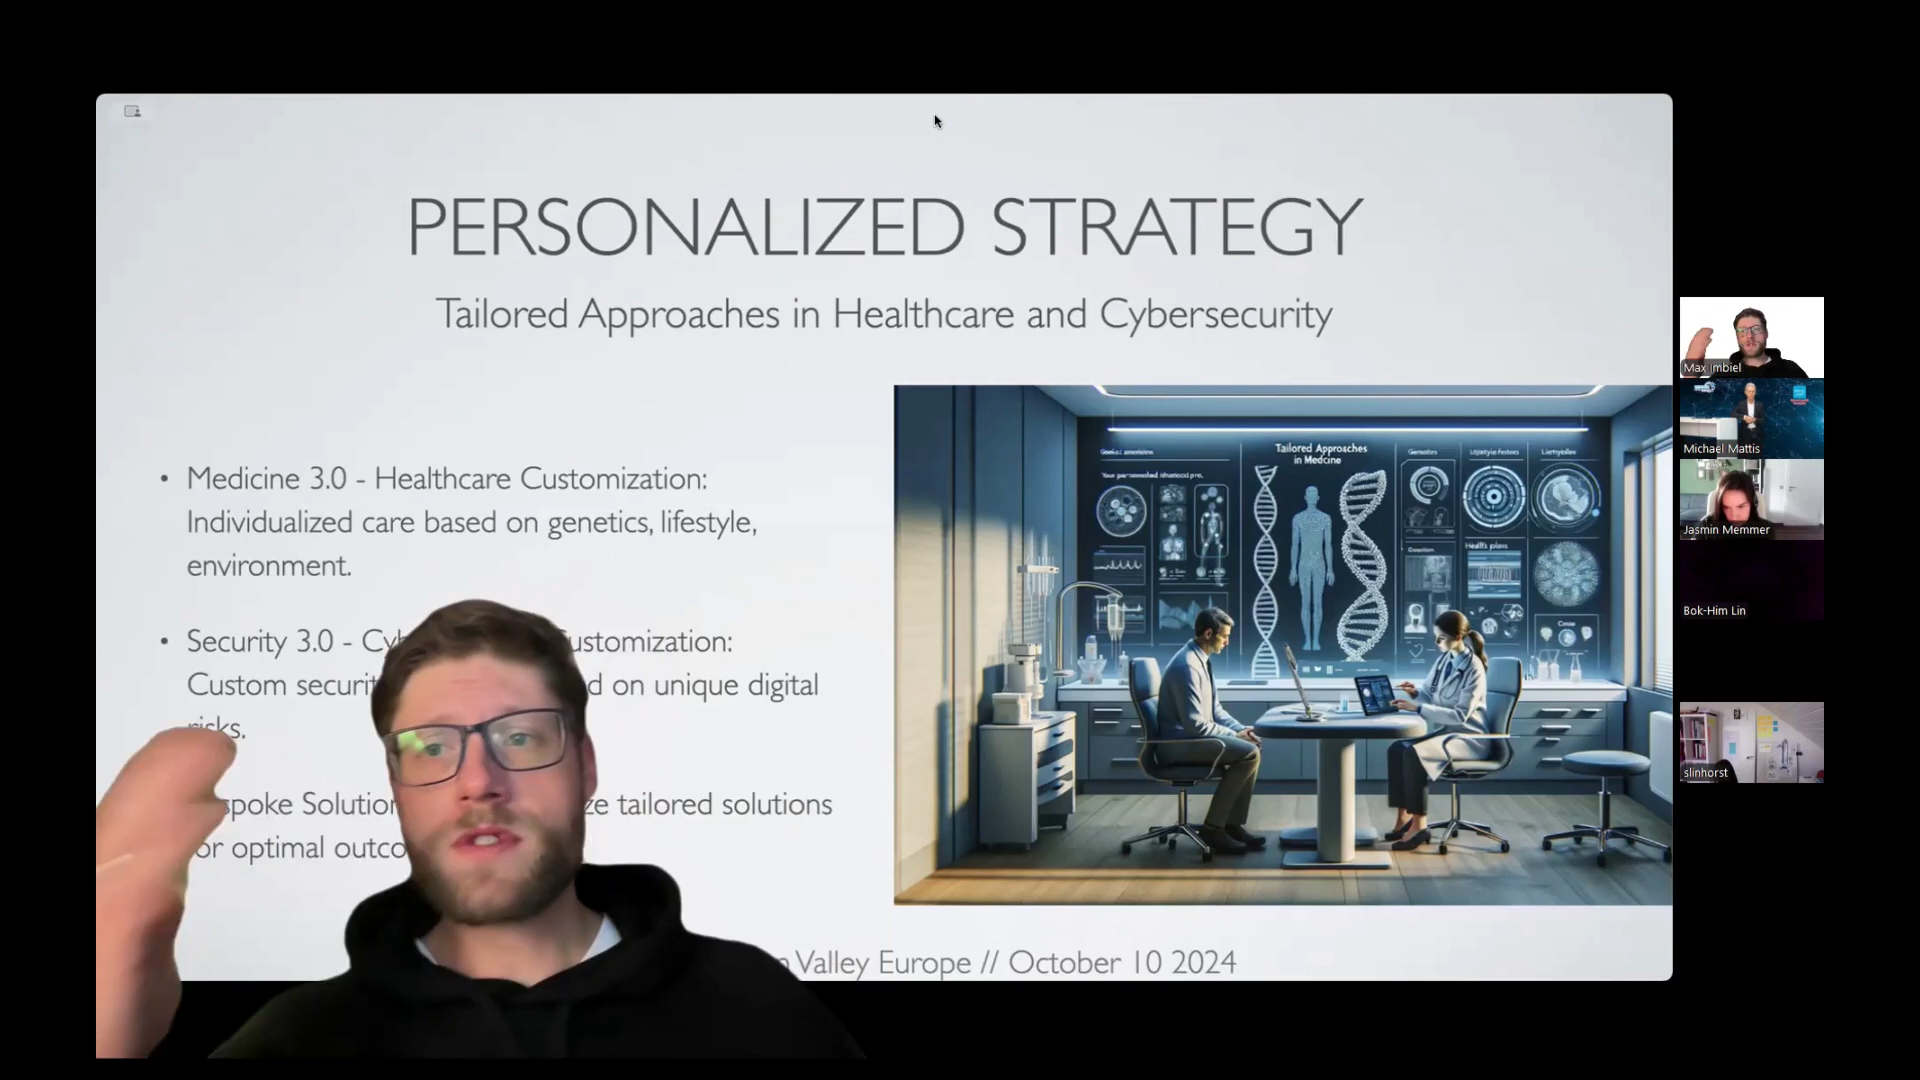 PERSONALIZED STRATEGY
Tailored Approaches in Healthcare and Cybersecurity
• Medicine 3.0 - Healthcare Customization:
Individualized care based on genetics, lifestyle,
environment.
• Security 3.0 - Cy ustomization:
Custom securit d on unique digital
risks.
spoke Solution ze tailored solutions
or optimal outco
Valley Europe // October 10 2024
Tailored Approaches
in Medicine
Health plans
Max Imbiel
Michael Mattis
Jasmin Memmer
Bok-Him Lin
slinhorst